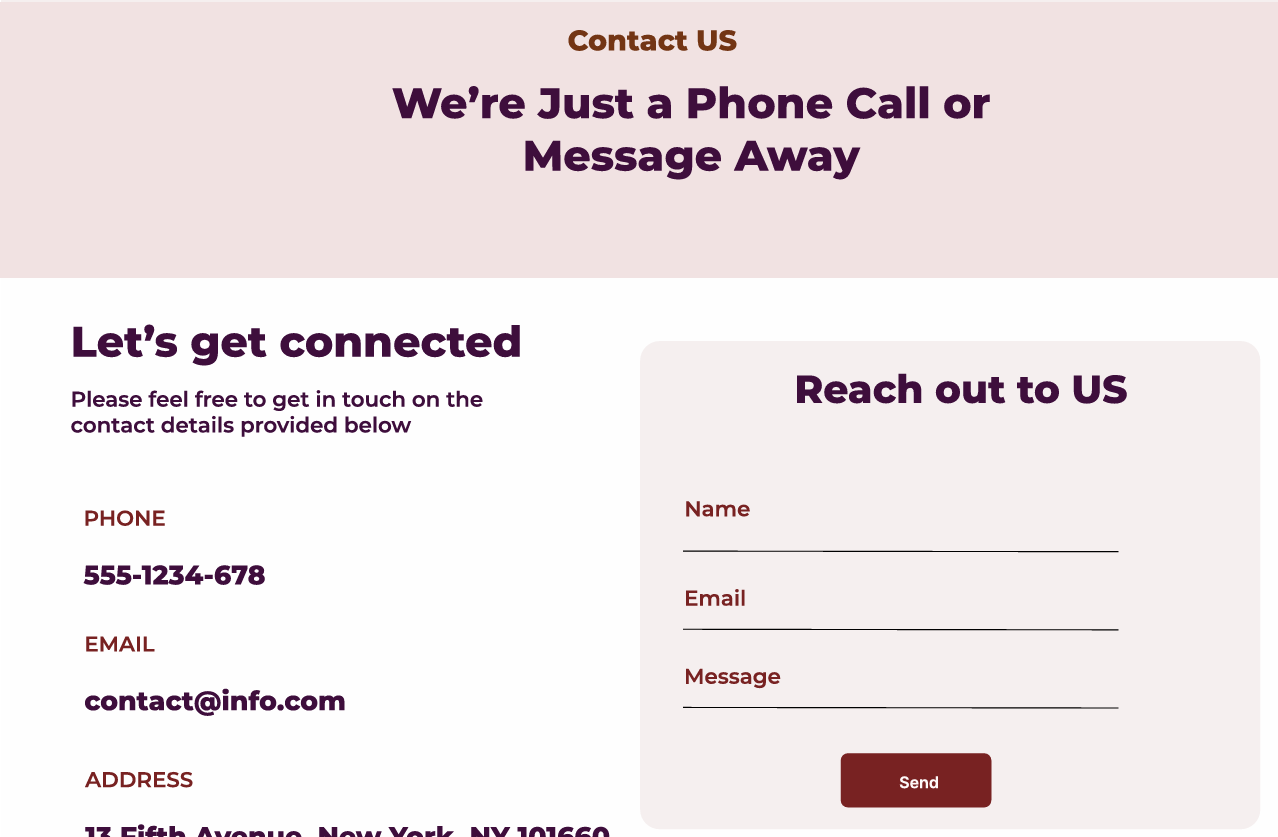 Contact US
We’re Just a Phone Call or
Message Away
Let’s get connected
Please feel free to get in touch on the
contact details provided below
PHONE
555-1234-678
EMAIL
contact@info.com
ADDRESS
13 Fifth Avenue, New York, NY 101660
Reach out to US
Name
Email
Message
Send